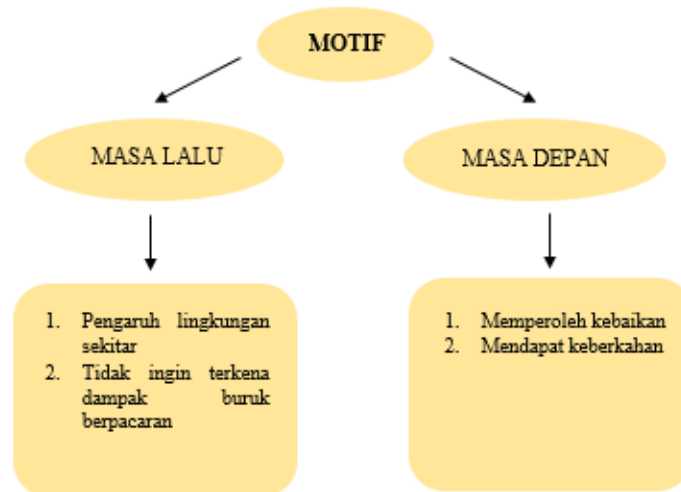 MOTIF
MASA LALU
MASA DEPAN
1. Pengaruh lingkungan
sekitar
2. Tidak ingin terkena
dampak buruk
berpacaran
1. Memperoleh kebaikan
2. Mendapat keberkahan